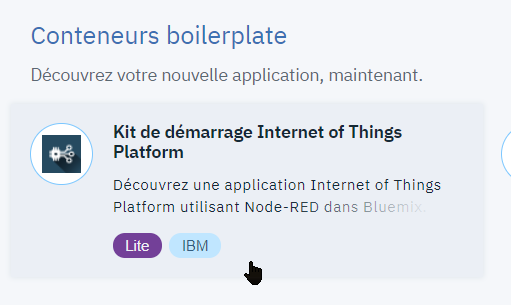 Conteneurs boilerplate
Découvrez votre nouvelle application, maintenant.
Kit de démarrage Internet of Things
Platform
Découvrez une application Internet of Things
Platform utilisant Node-RED dans Bluemix.
Lite IBM